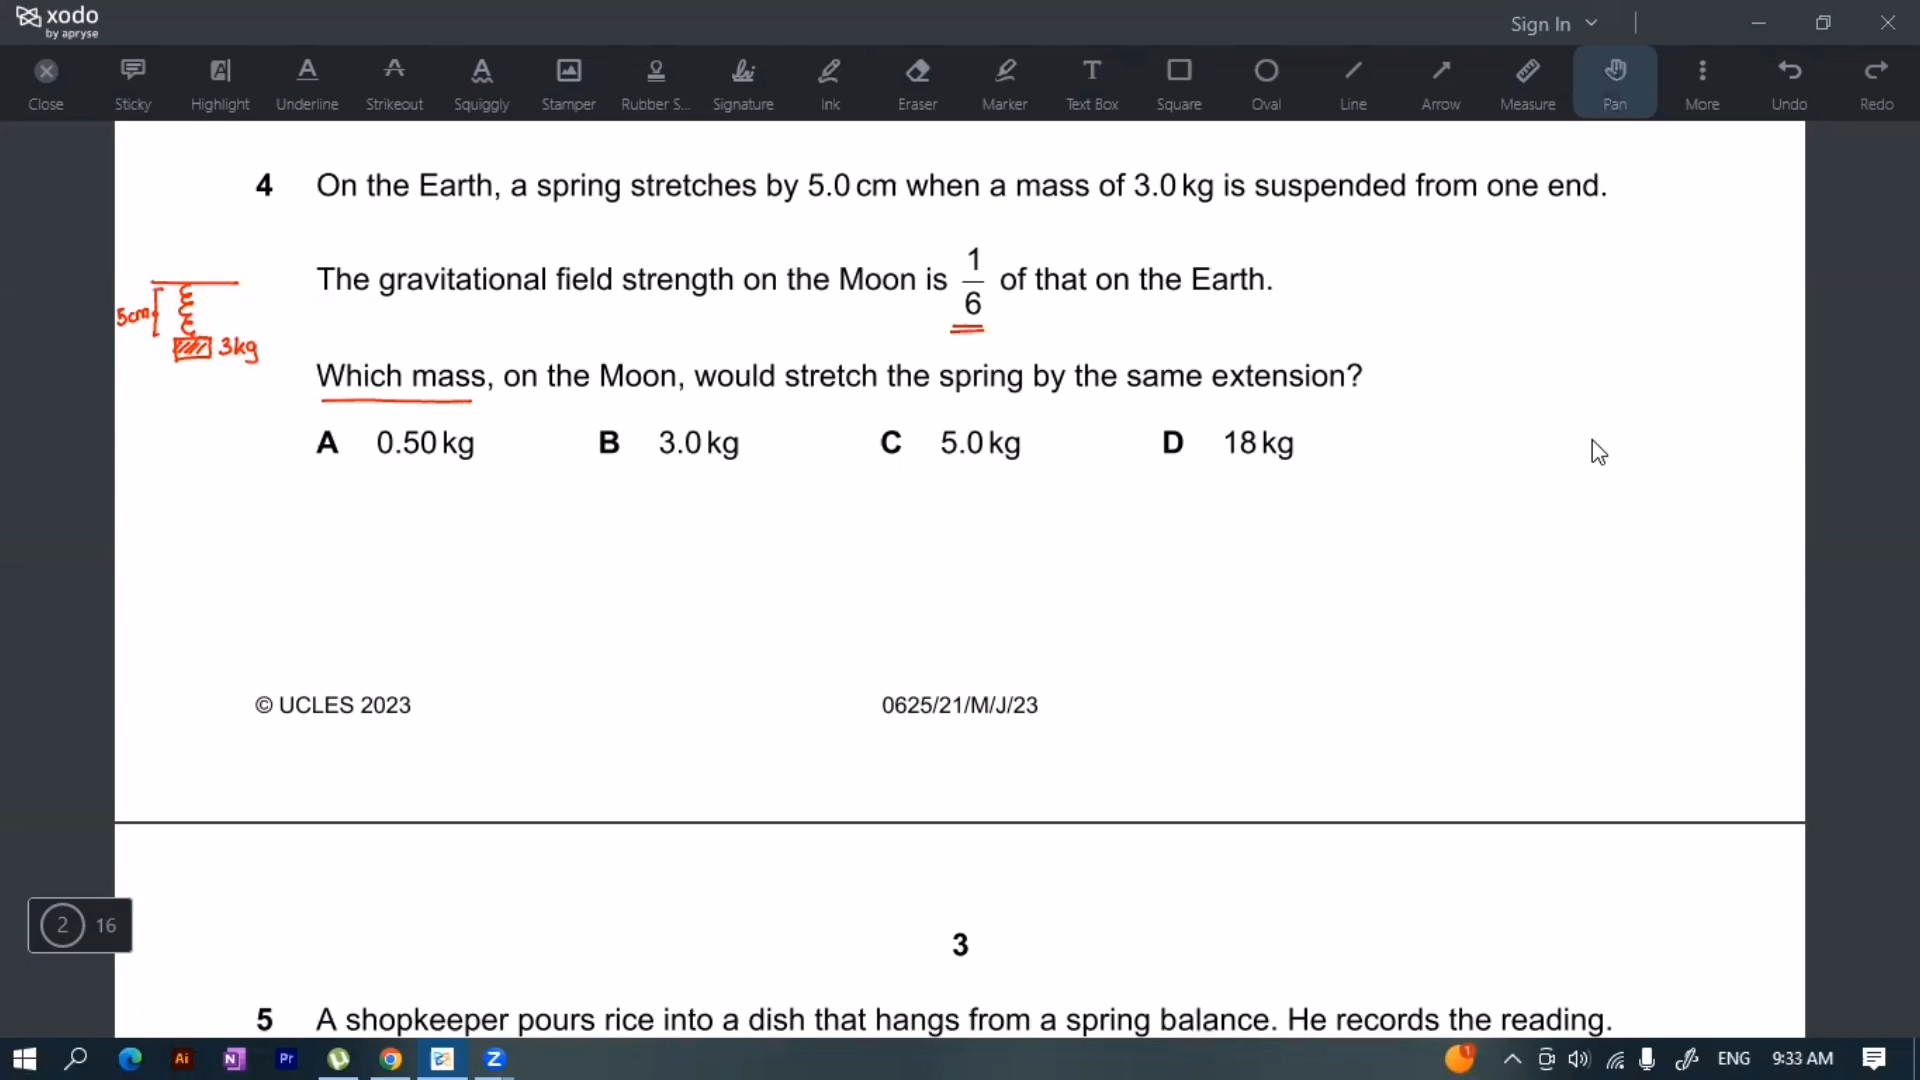 xodo
by apryse
Sign In
Close Sticky Highlight Underline Strikeout Squiggly Stamper Rubber S... Signature Ink Eraser Marker Text Box Square Oval Line Arrow Measure Pan More Undo Redo
4 On the Earth, a spring stretches by 5.0 cm when a mass of 3.0 kg is suspended from one end.
The gravitational field strength on the Moon is 1/6 of that on the Earth.
5cm
3kg
Which mass, on the Moon, would stretch the spring by the same extension?
A 0.50 kg B 3.0 kg C 5.0 kg D 18 kg
© UCLES 2023 0625/21/M/J/23
2 16
3
5 A shopkeeper pours rice into a dish that hangs from a spring balance. He records the reading.
Ai N Pr Z 1 ENG 9:33 AM